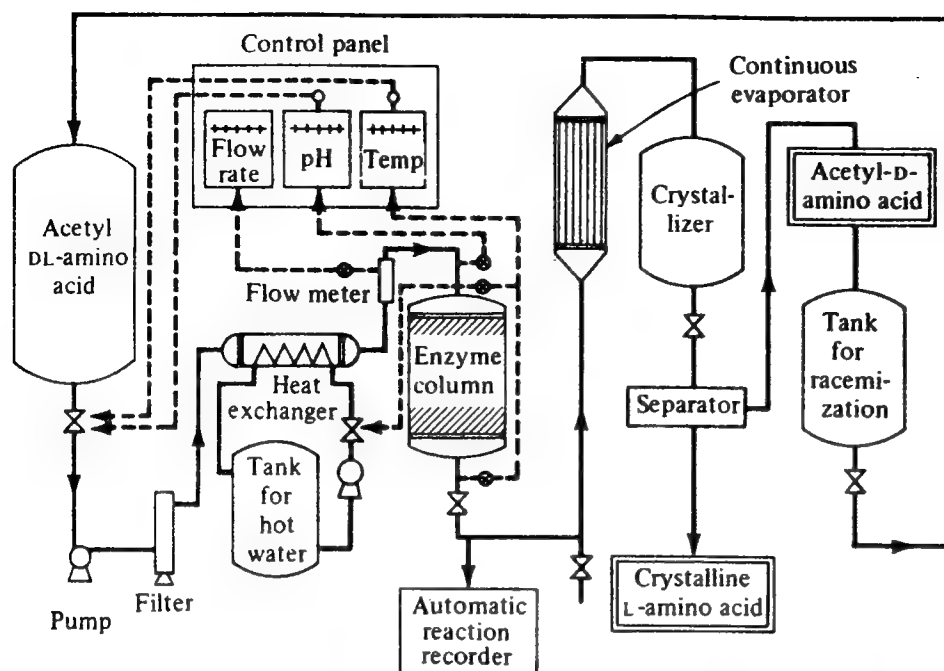 Control panel
Flow
rate
pH
Temp
Continuous
evaporator
Acetyl
DL-amino
acid
Crystal-
lizer
Acetyl-D-
amino acid
Flow meter
Enzyme
column
Heat
exchanger
Tank
for
racemi-
zation
Separator
Tank
for
hot
water
Pump
Filter
Automatic
reaction
recorder
Crystalline
L-amino acid